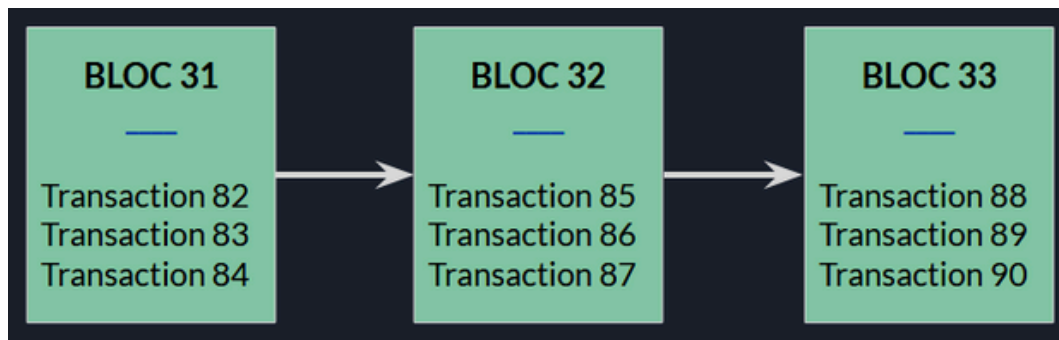 BLOC 31
Transaction 82
Transaction 83
Transaction 84
BLOC 32
Transaction 85
Transaction 86
Transaction 87
BLOC 33
Transaction 88
Transaction 89
Transaction 90